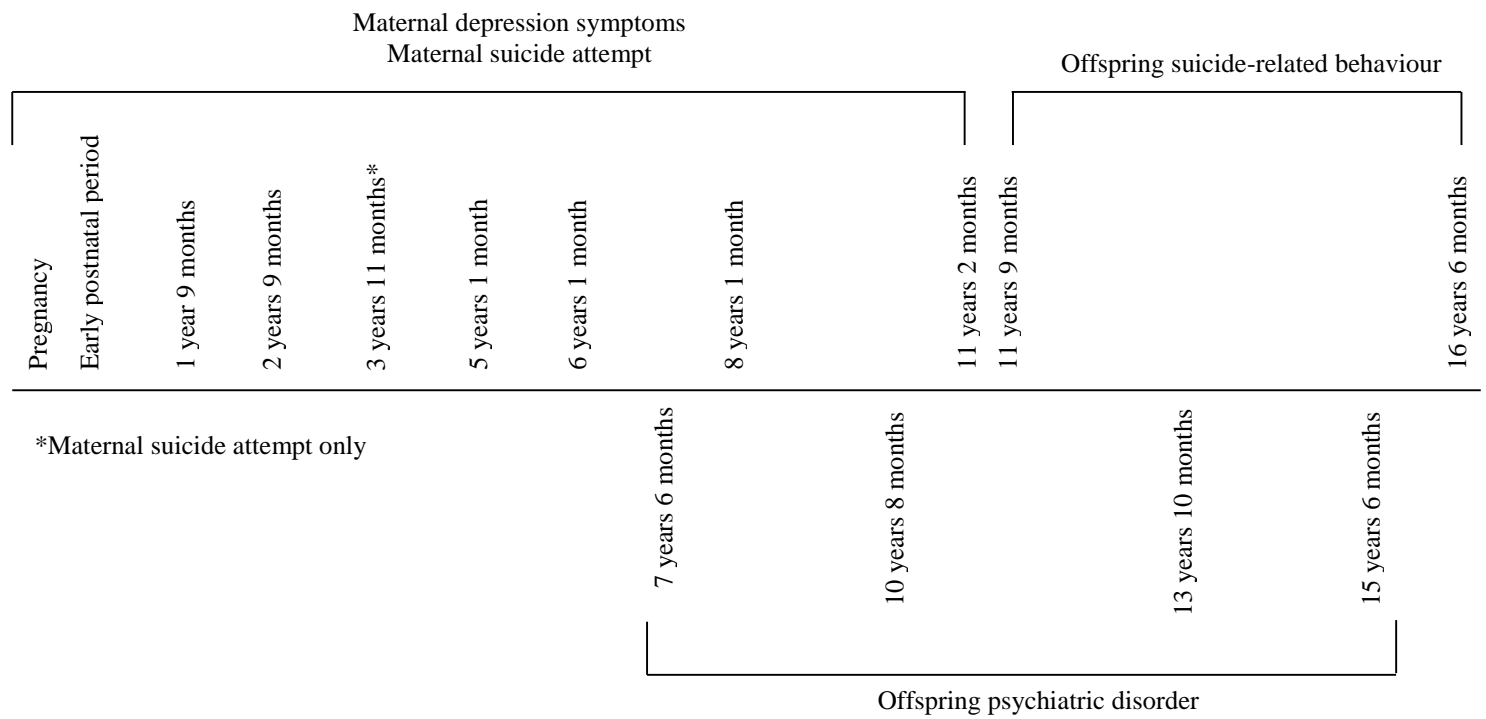 Maternal depression symptoms
Maternal suicide attempt
Offspring suicide-related behaviour
Pregnancy
Early postnatal period
1 year 9 months
2 years 9 months
3 years 11 months*
5 years 1 month
6 years 1 month
8 years 1 month
11 years 2 months
11 years 9 months
16 years 6 months
*Maternal suicide attempt only
7 years 6 months
10 years 8 months
13 years 10 months
15 years 6 months
Offspring psychiatric disorder